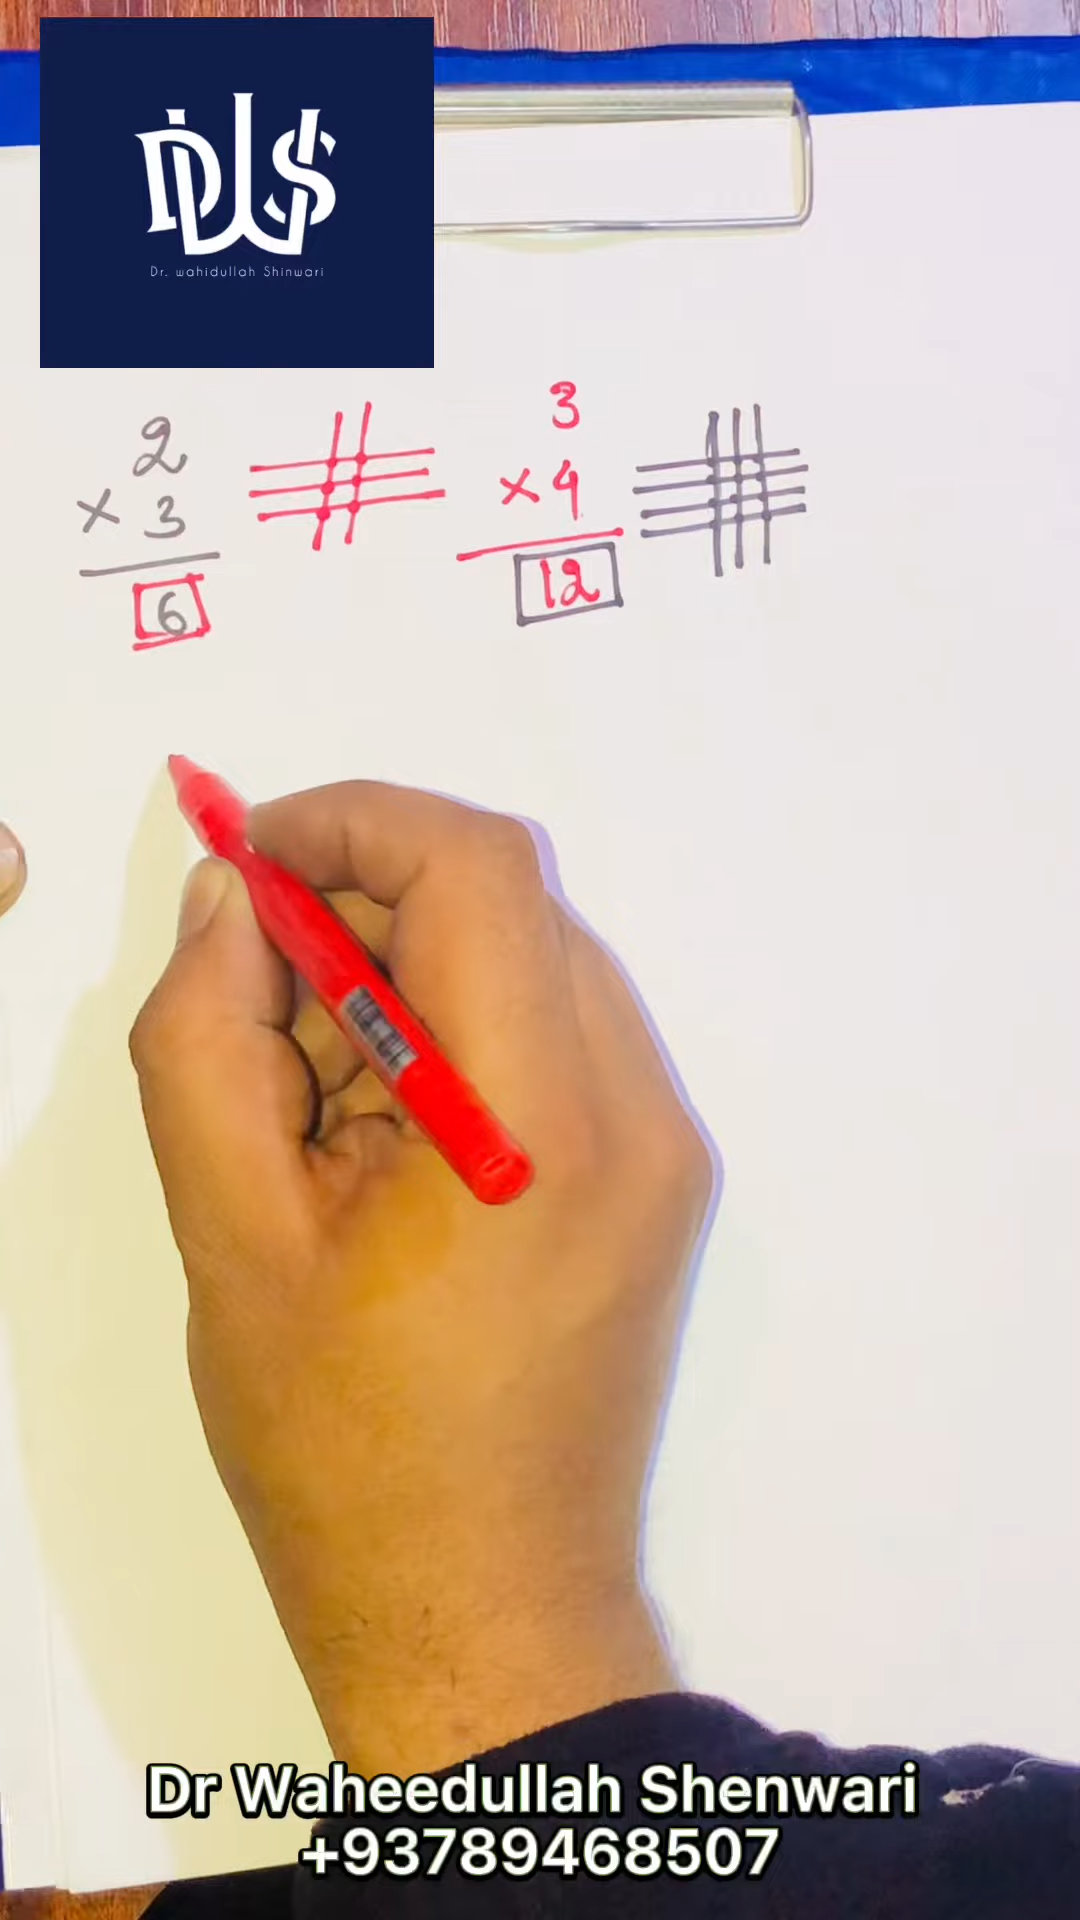 DWS
Dr. wahidullah Shinwari
2
× 3
6
3
× 4
12
Dr Waheedullah Shenwari
+93789468507